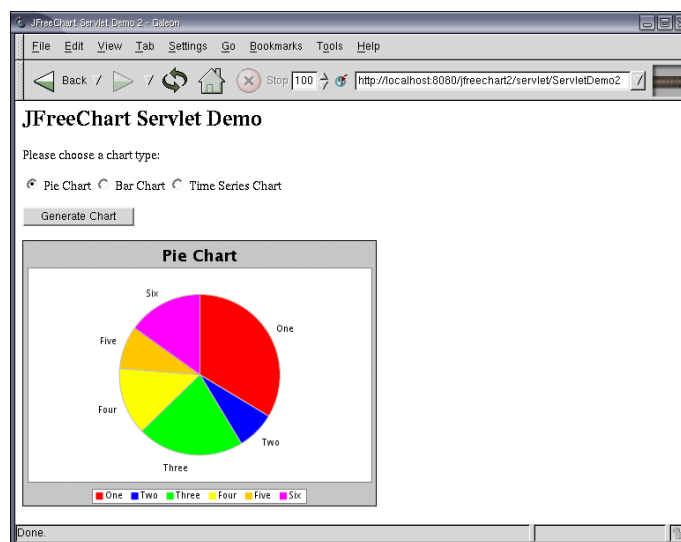 JFreeChart Servlet Demo 2 - Galeon
File Edit View Tab Settings Go Bookmarks Tools Help
Back Stop 100 http://localhost:8080/jfreechart2/servlet/ServletDemo2
JFreeChart Servlet Demo
Please choose a chart type:
Pie Chart Bar Chart Time Series Chart
Generate Chart
Pie Chart
Six
One
Five
Four
Two
Three
One Two Three Four Five Six
Done.